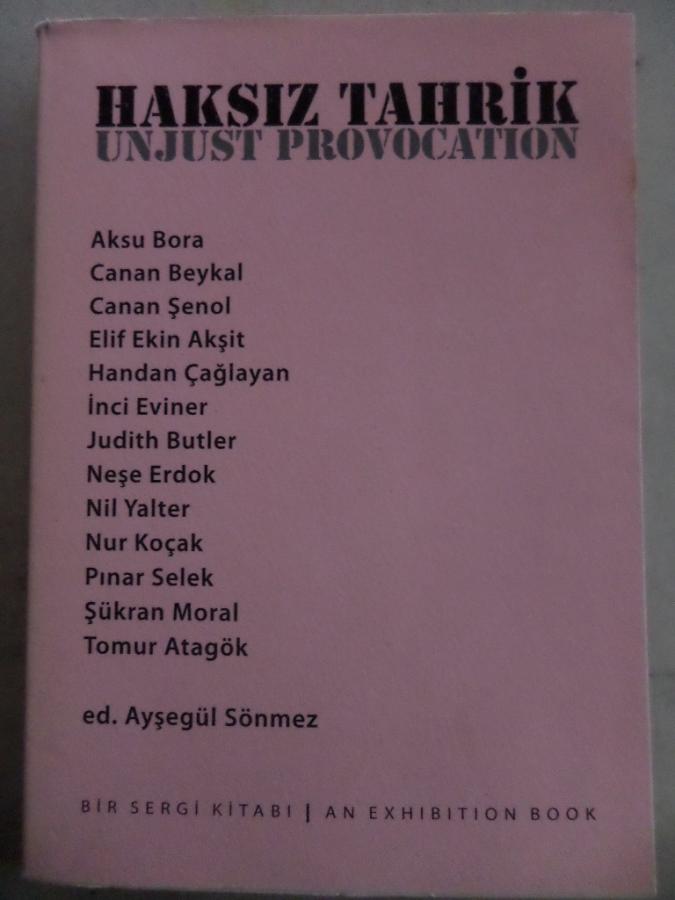 HAKSIZ TAHRİK
UNJUST PROVOCATION
Aksu Bora
Canan Beykal
Canan Şenol
Elif Ekin Akşit
Handan Çağlayan
İnci Eviner
Judith Butler
Neşe Erdok
Nil Yalter
Nur Koçak
Pınar Selek
Şükran Moral
Tomur Atagök
ed. Ayşegül Sönmez
BİR SERGİ KİTABI | AN EXHIBITION BOOK